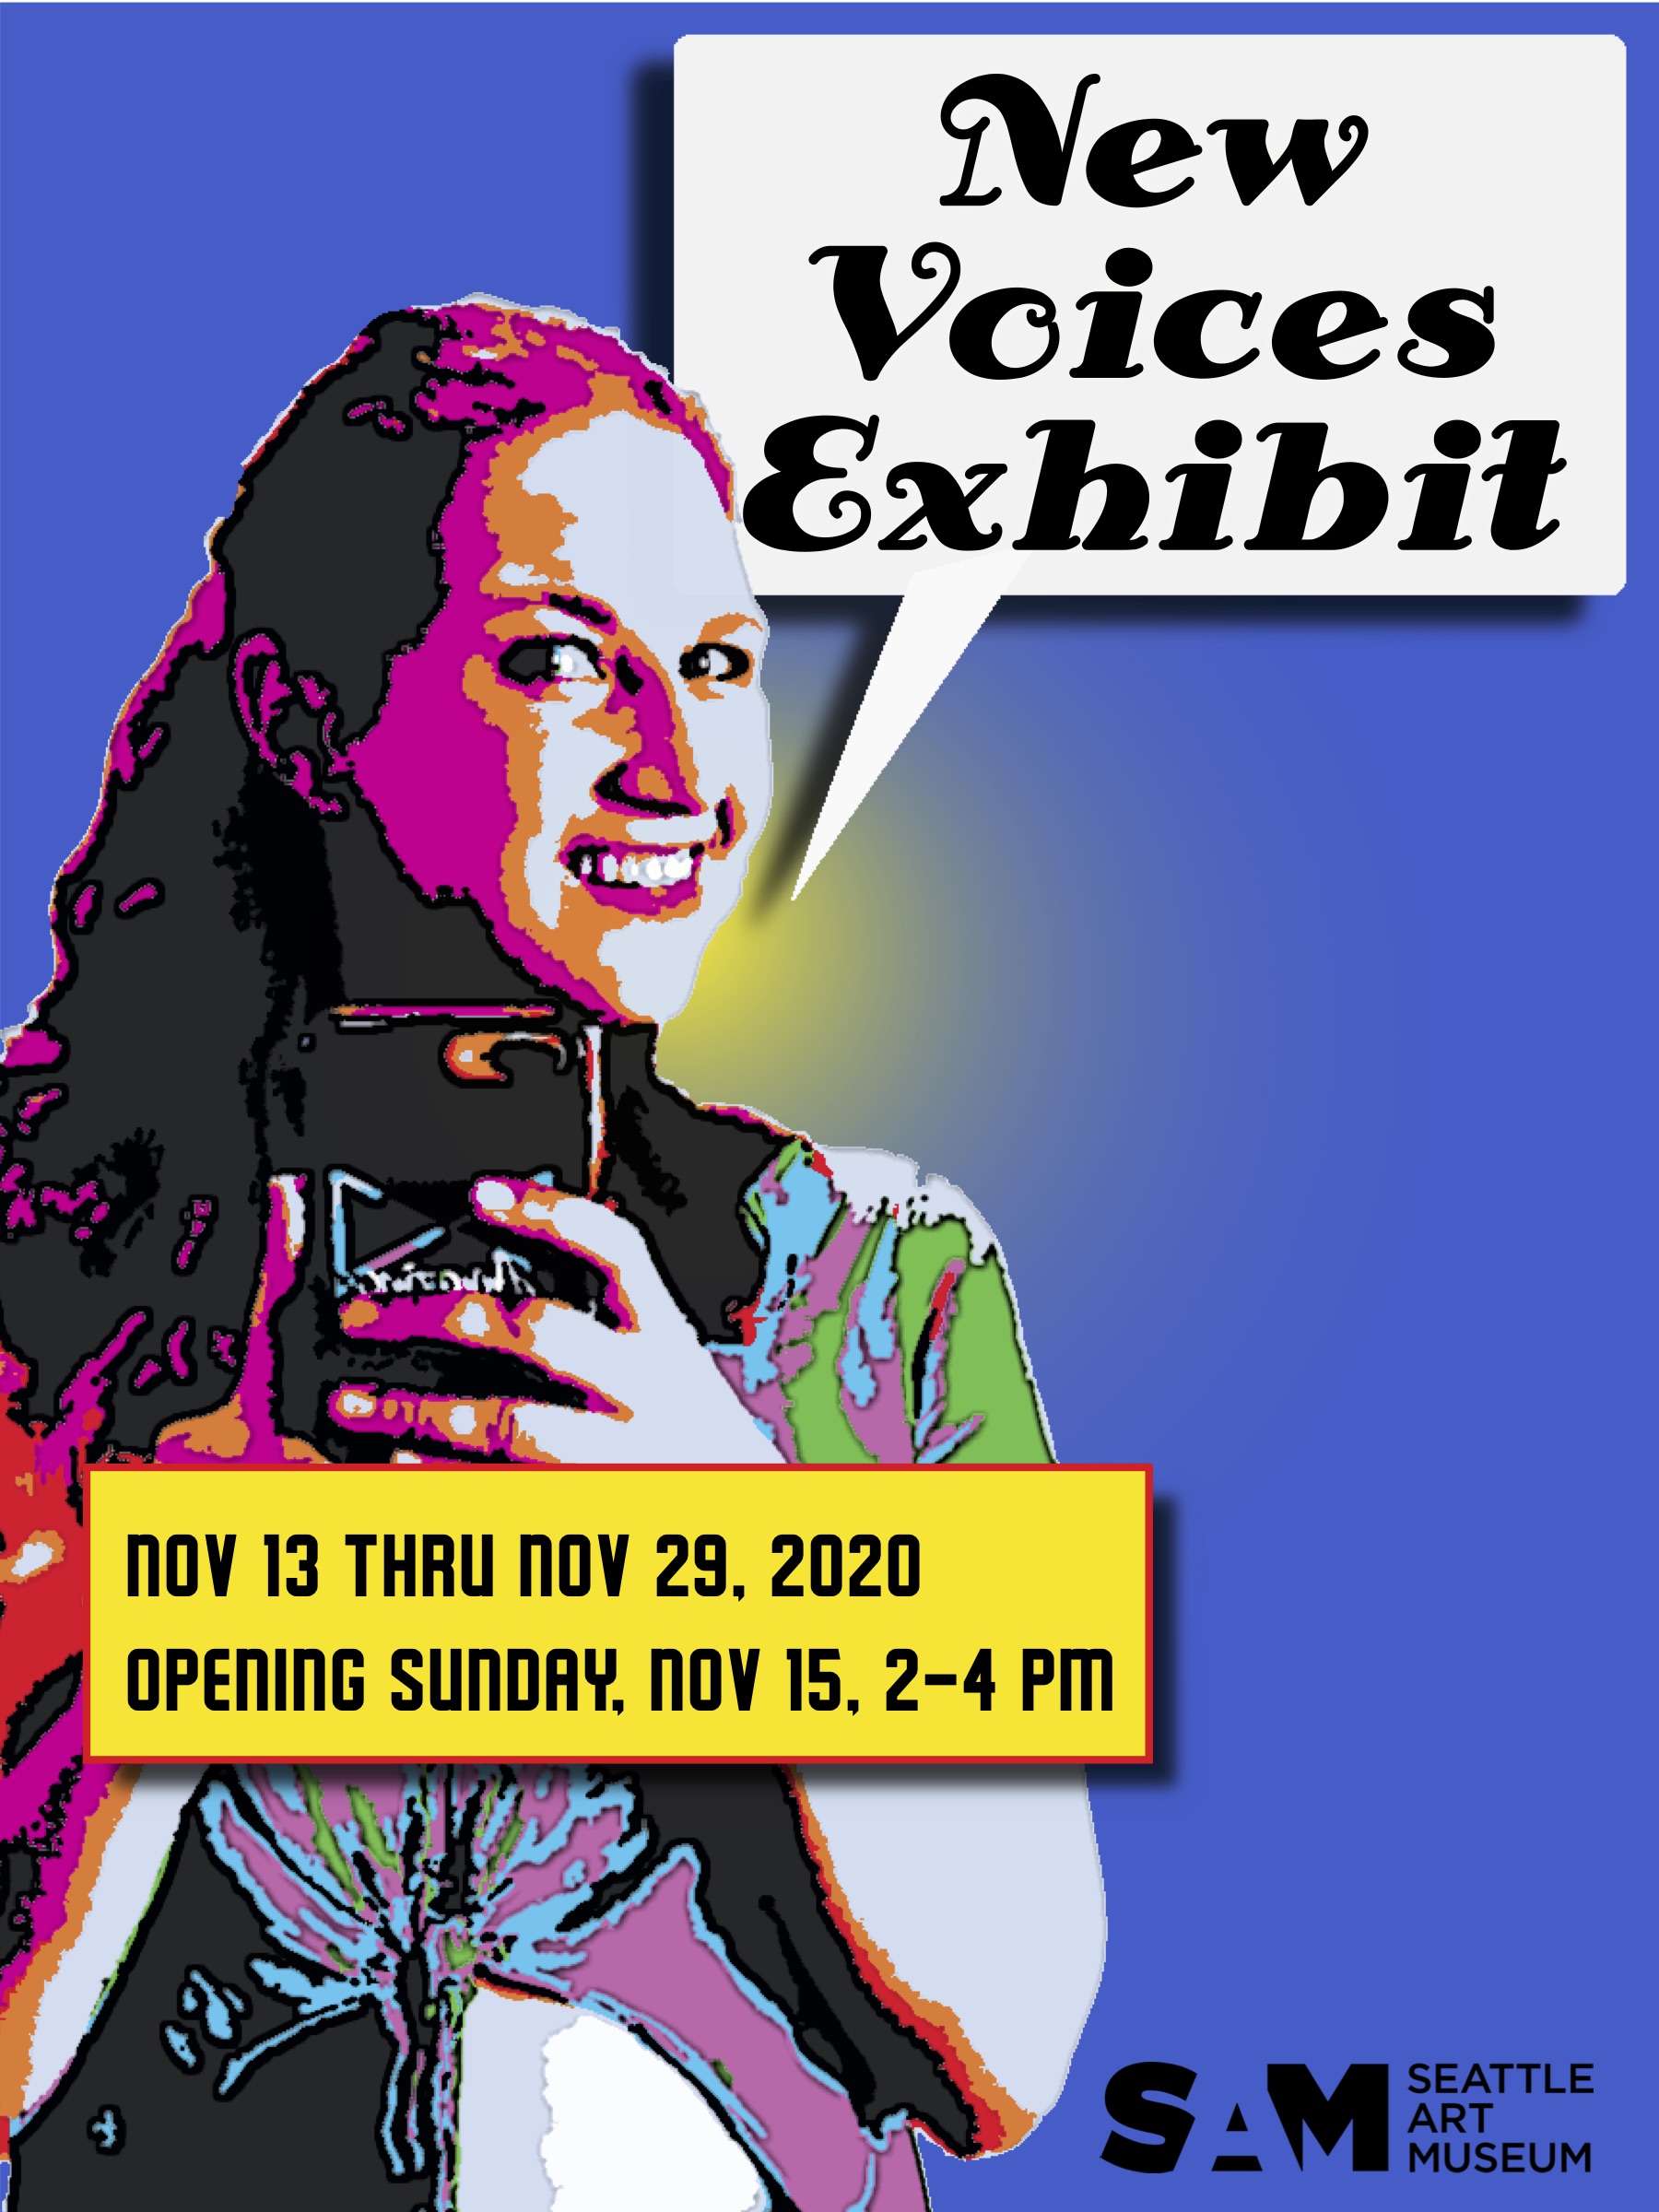 New
Voices
Exhibit
NOV 13 THRU NOV 29, 2020
OPENING SUNDAY, NOV 15, 2-4 PM
SAM
SEATTLE
ART
MUSEUM